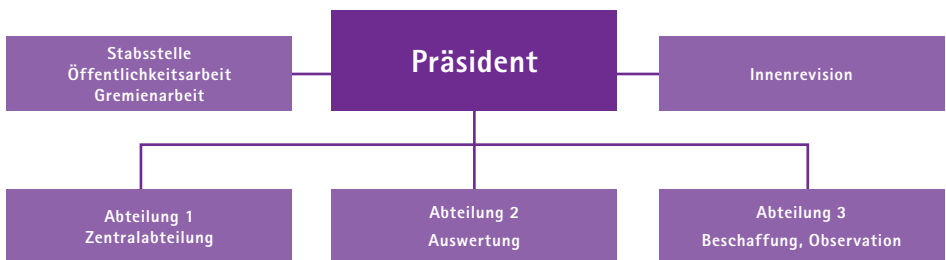 Stabsstelle
Öffentlichkeitsarbeit
Gremienarbeit
Präsident
Innenrevision
Abteilung 1
Zentralabteilung
Abteilung 2
Auswertung
Abteilung 3
Beschaffung, Observation